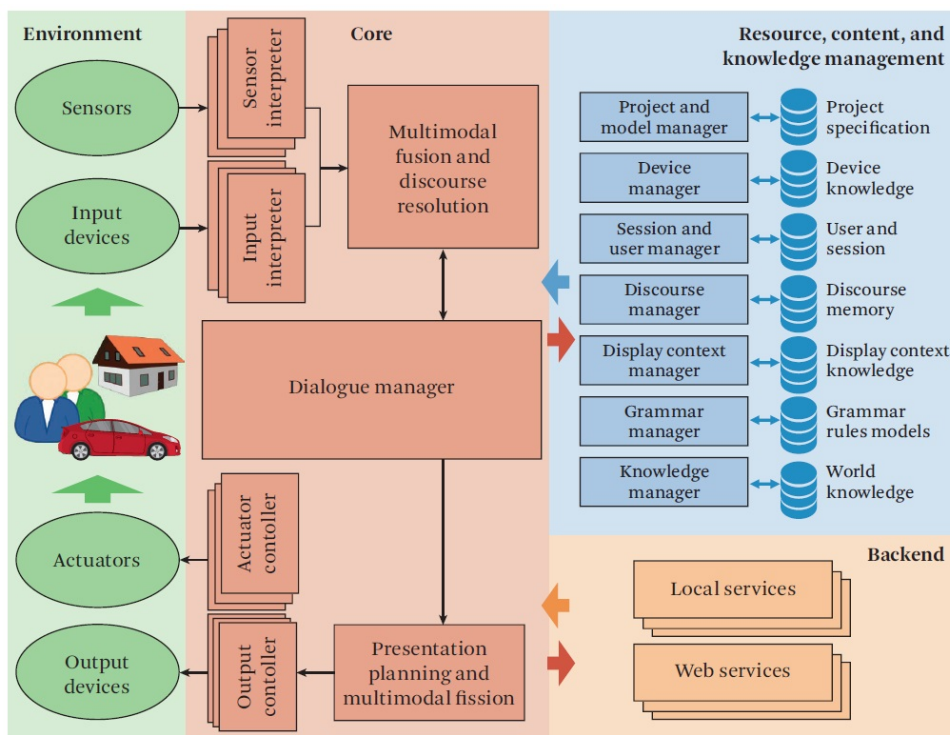 Environment
Core
Resource, content, and
knowledge management
Sensors
Sensor
interpreter
Input
devices
Input
interpreter
Multimodal
fusion and
discourse
resolution
Dialogue manager
Actuators
Actuator
contoller
Output
devices
Output
contoller
Presentation
planning and
multimodal fission
Project and
model manager
Project
specification
Device
manager
Device
knowledge
Session and
user manager
User and
session
Discourse
manager
Discourse
memory
Display context
manager
Display context
knowledge
Grammar
manager
Grammar
rules models
Knowledge
manager
World
knowledge
Backend
Local services
Web services